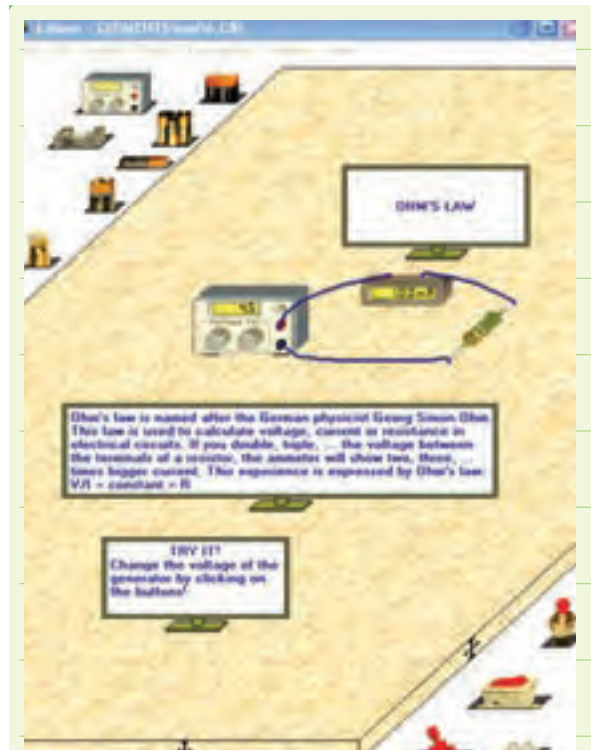 OHM'S LAW
4.5
Ohm's law is named after the German physicist Georg Simon Ohm.
This law is used to calculate voltage, current or resistance in
electrical circuits. If you double, triple, ... the voltage between
the terminals of a resistor, the ammeter will show two, three, ...
times bigger current. This experience is expressed by Ohm's law:
V/I = constant = R
TRY IT!
Change the voltage of the
generator by clicking on
the buttons!